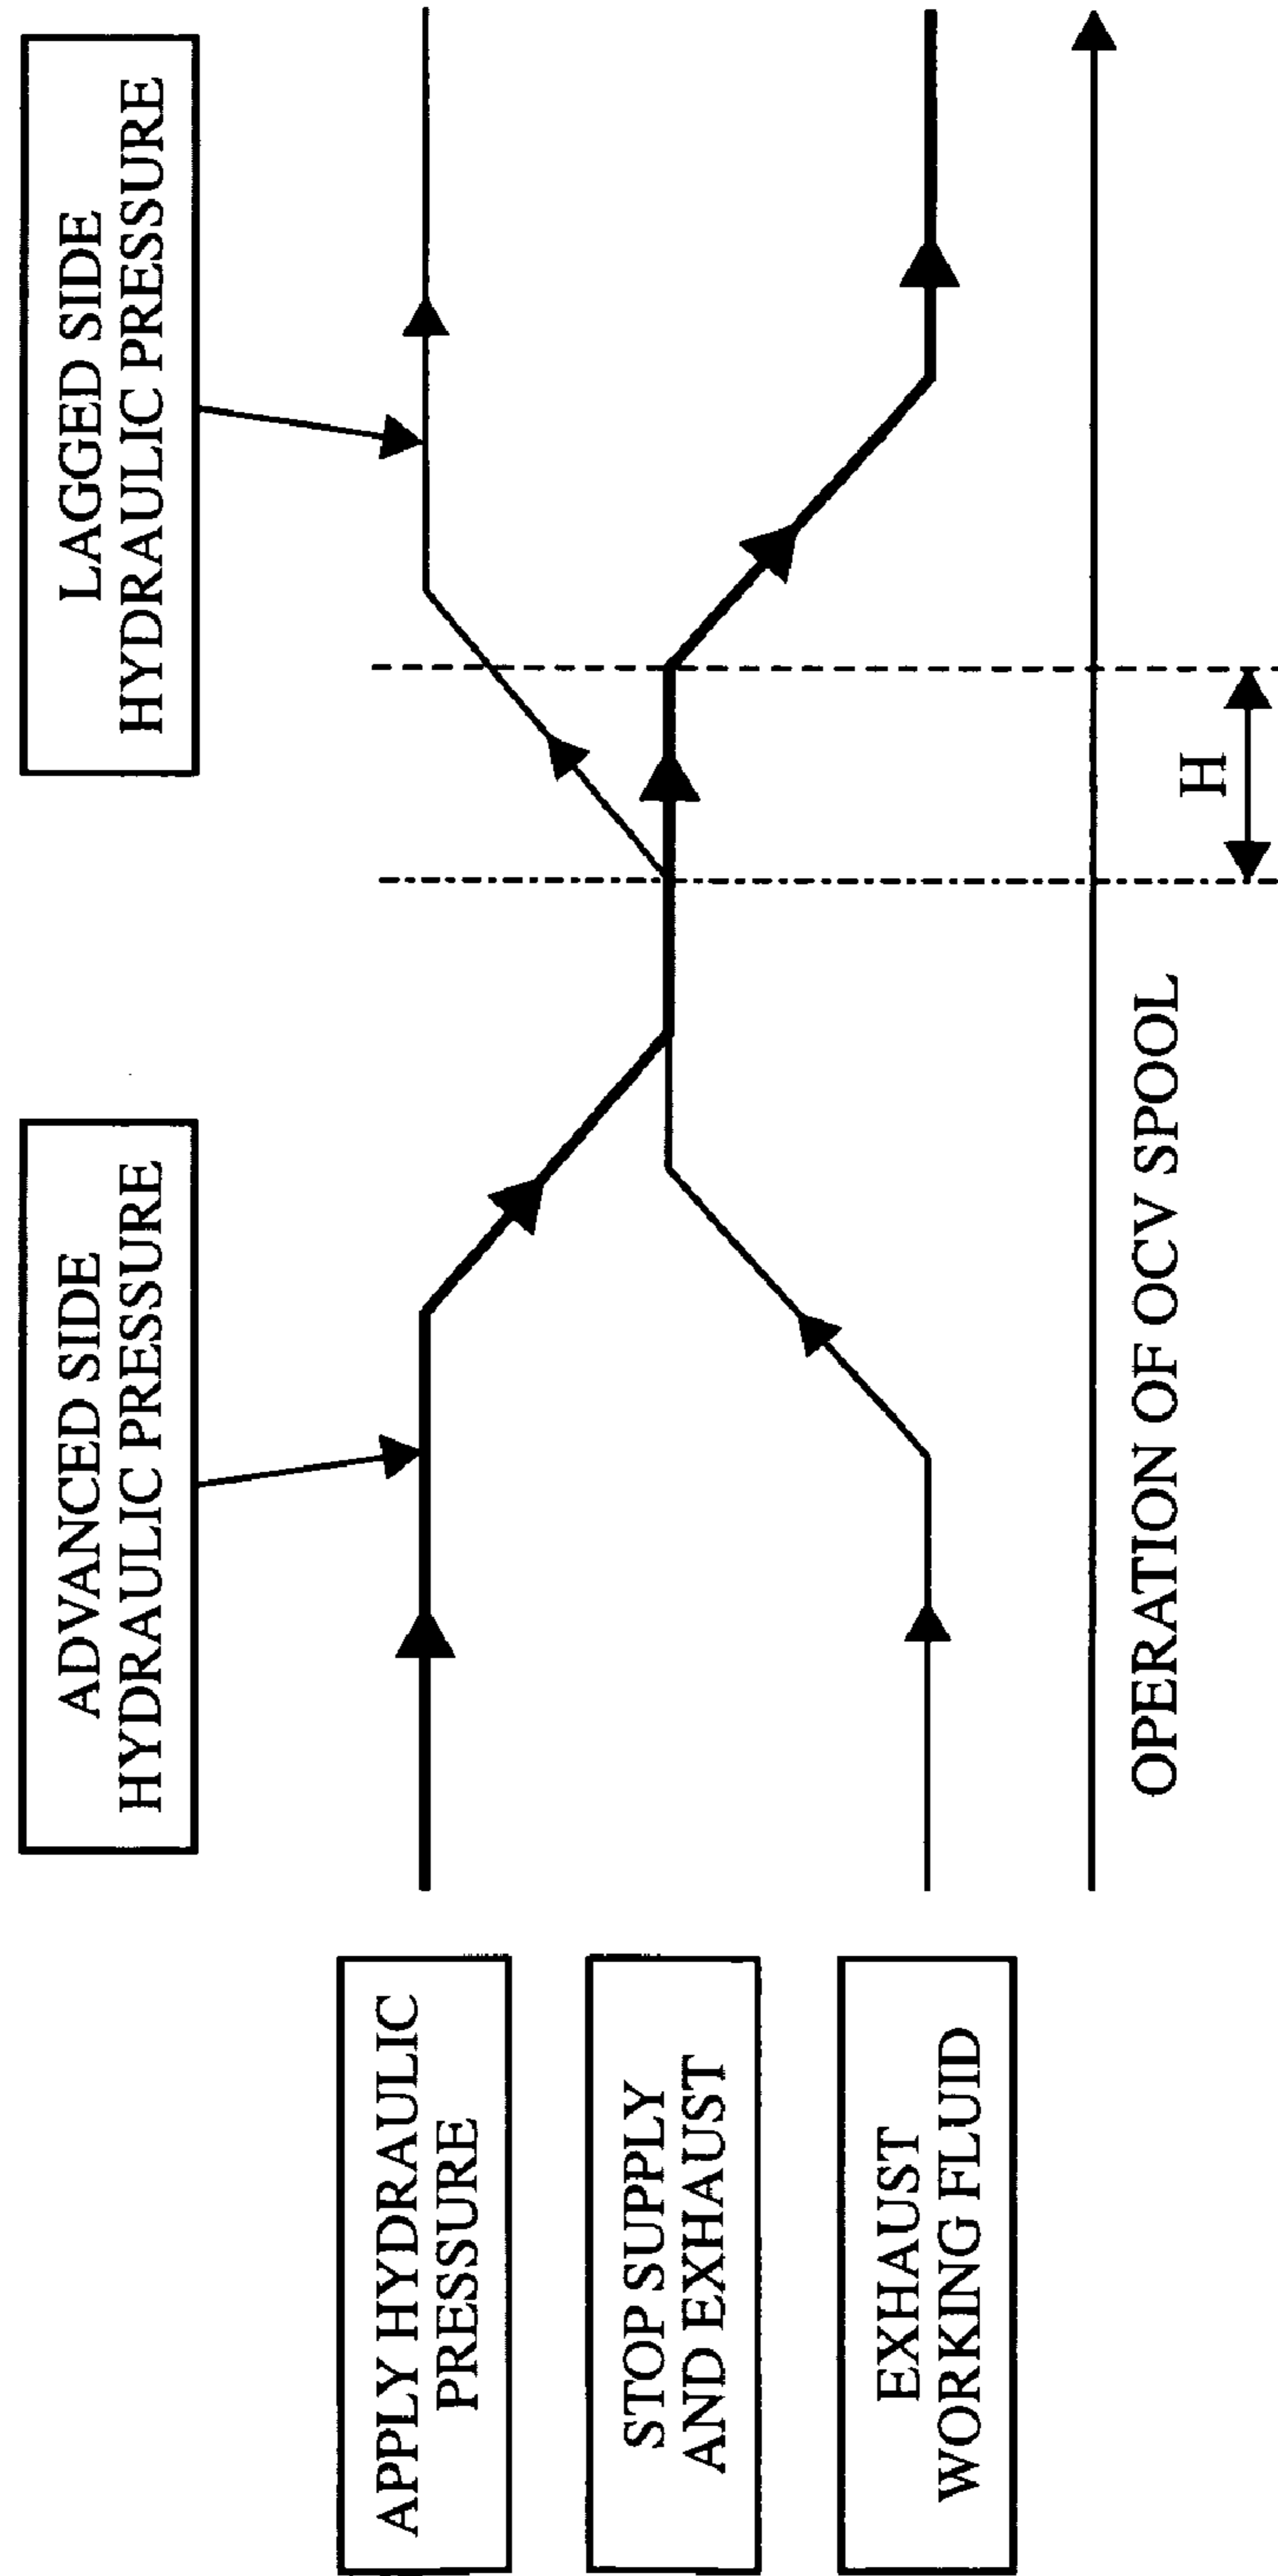 ADVANCED SIDE
HYDRAULIC PRESSURE
LAGGED SIDE
HYDRAULIC PRESSURE
APPLY HYDRAULIC
PRESSURE
STOP SUPPLY
AND EXHAUST
EXHAUST
WORKING FLUID
OPERATION OF OCV SPOOL
H